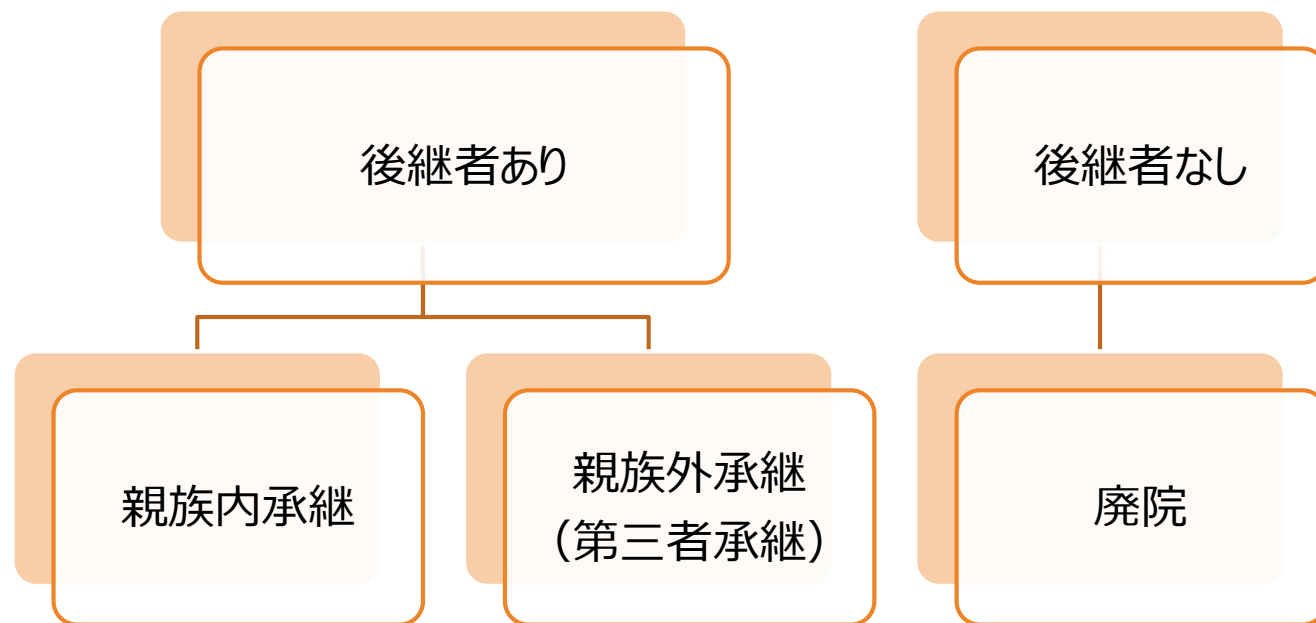 後継者あり
後継者なし
親族内承継
親族外承継
（第三者承継）
廃院